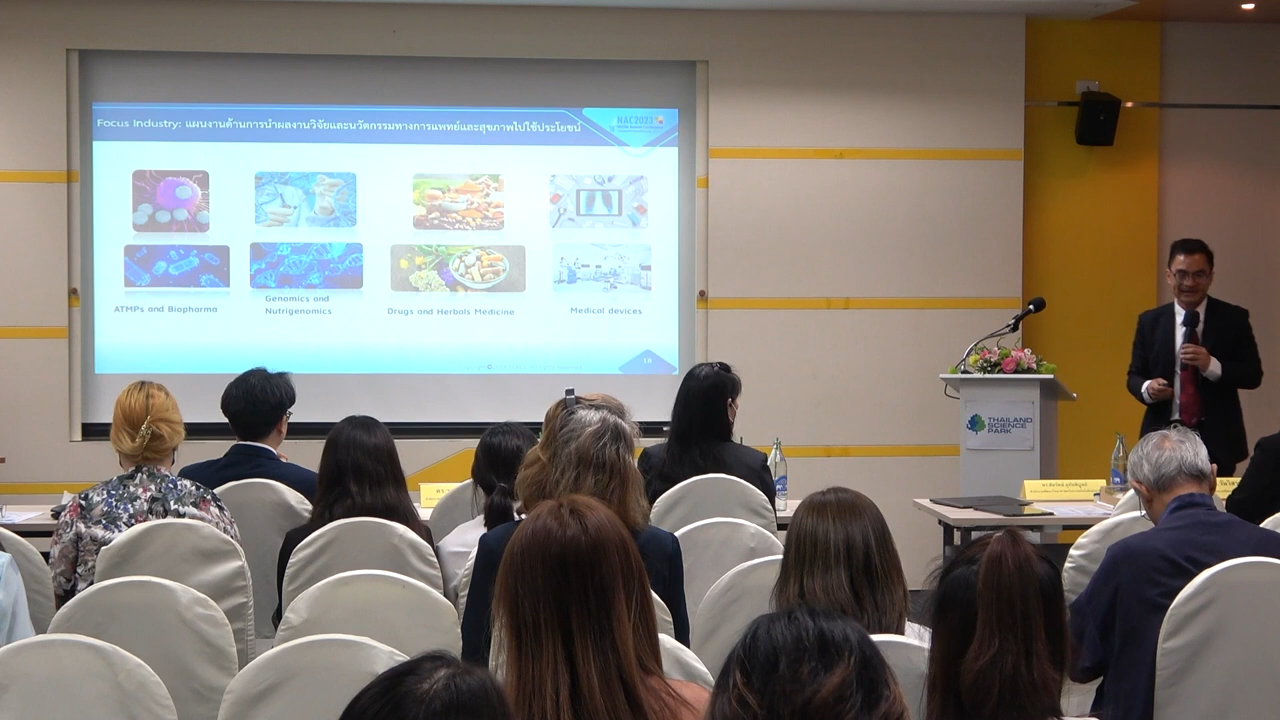 Focus Industry: แผนงานด้านการนำผลงานวิจัยและนวัตกรรมทางการแพทย์และสุขภาพไปใช้ประโยชน์
NAC2023
ATMPs and Biopharma
Genomics and
Nutrigenomics
Drugs and Herbals Medicine
Medical devices
18
THAILAND
SCIENCE
PARK